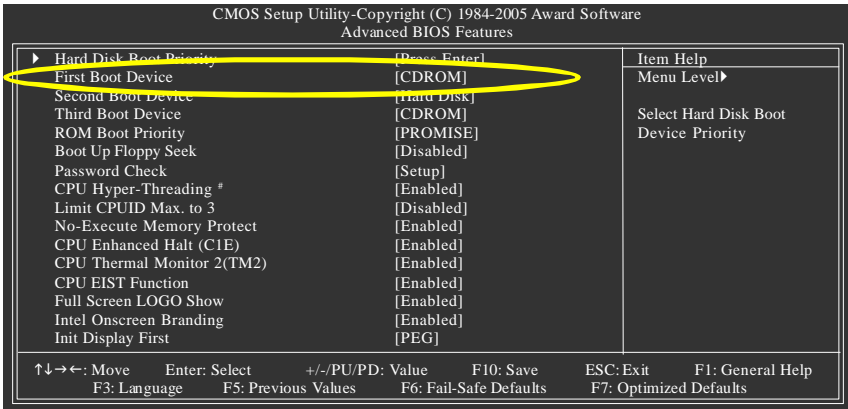 CMOS Setup Utility-Copyright (C) 1984-2005 Award Software
Advanced BIOS Features
Hard Disk Boot Priority [Press Enter] Item Help
First Boot Device [CDROM] Menu Level
Second Boot Device [Hard Disk]
Third Boot Device [CDROM] Select Hard Disk Boot
ROM Boot Priority [PROMISE] Device Priority
Boot Up Floppy Seek [Disabled]
Password Check [Setup]
CPU Hyper-Threading # [Enabled]
Limit CPUID Max. to 3 [Disabled]
No-Execute Memory Protect [Enabled]
CPU Enhanced Halt (C1E) [Enabled]
CPU Thermal Monitor 2(TM2) [Enabled]
CPU EIST Function [Enabled]
Full Screen LOGO Show [Enabled]
Intel Onscreen Branding [Enabled]
Init Display First [PEG]
↑↓→←: Move Enter: Select +/-/PU/PD: Value F10: Save ESC: Exit F1: General Help
F3: Language F5: Previous Values F6: Fail-Safe Defaults F7: Optimized Defaults